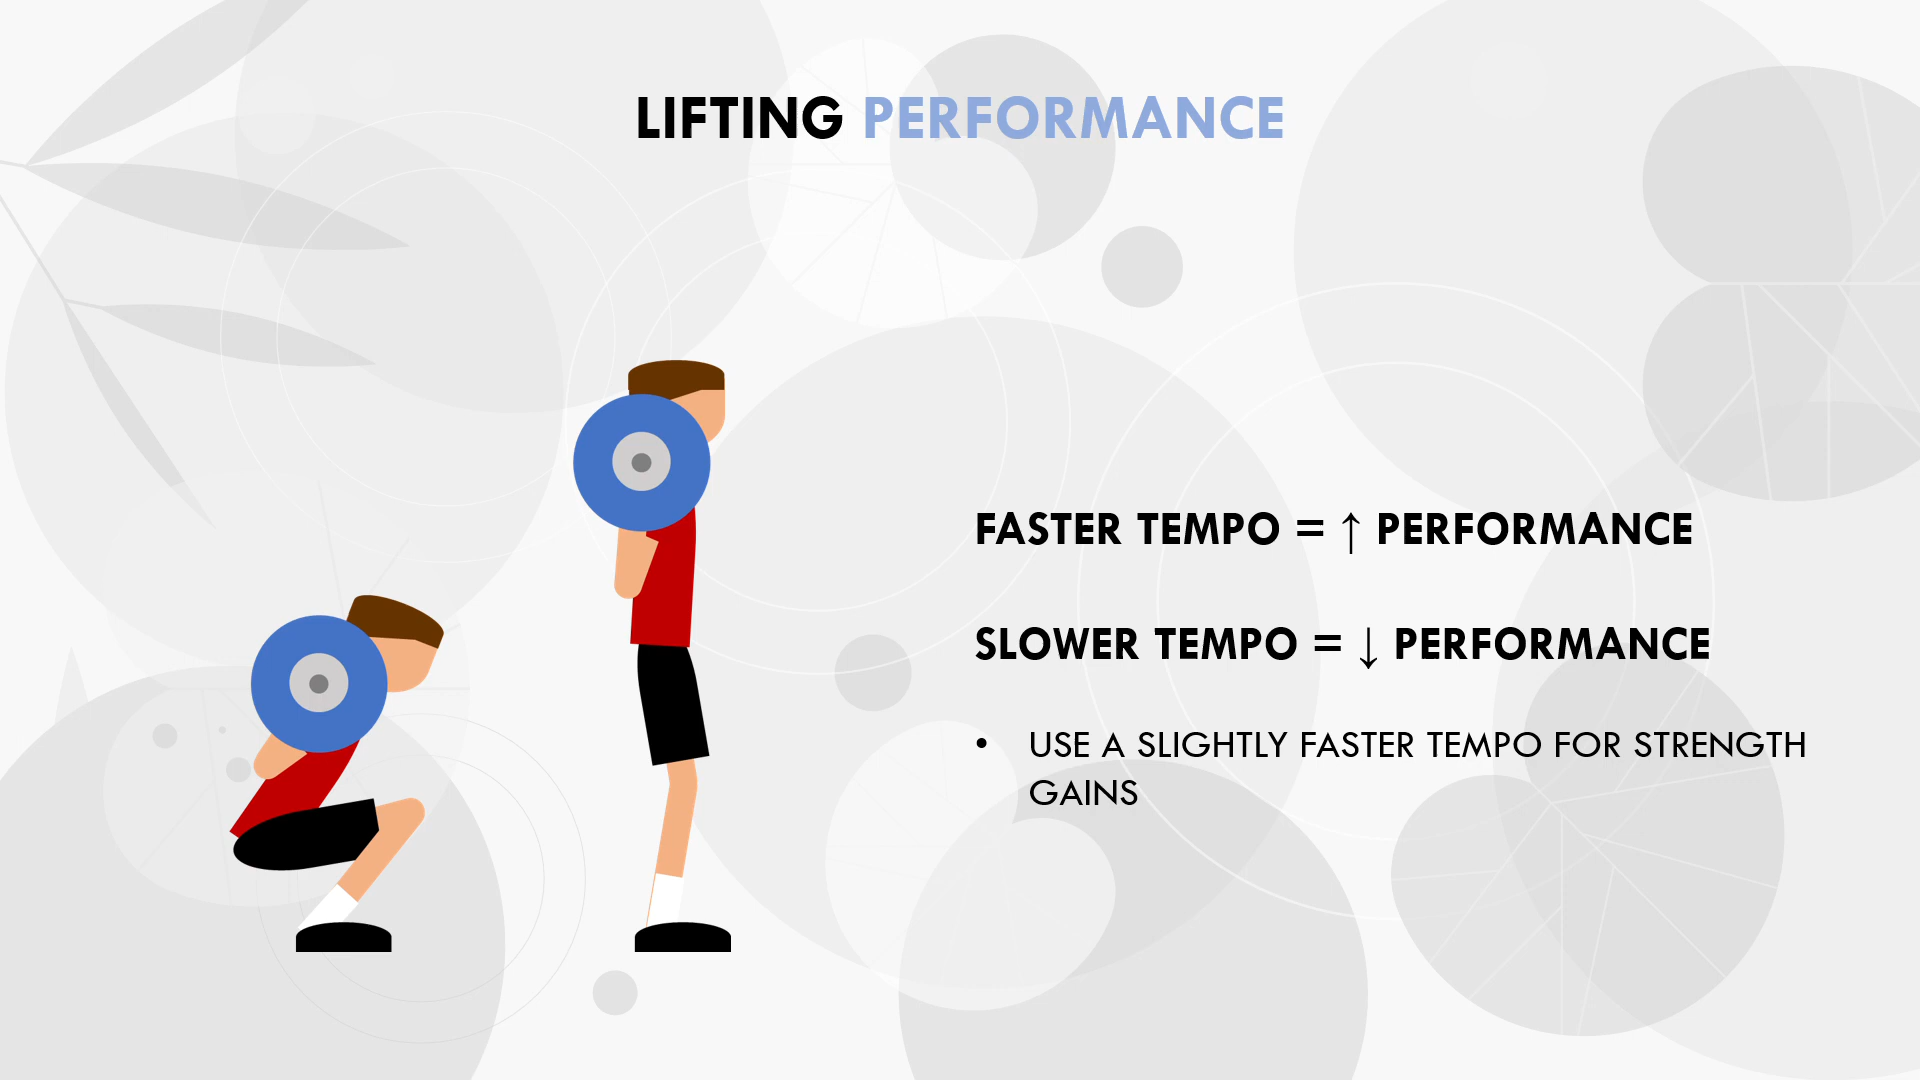 LIFTING PERFORMANCE
FASTER TEMPO = ↑ PERFORMANCE
SLOWER TEMPO = ↓ PERFORMANCE
• USE A SLIGHTLY FASTER TEMPO FOR STRENGTH
GAINS